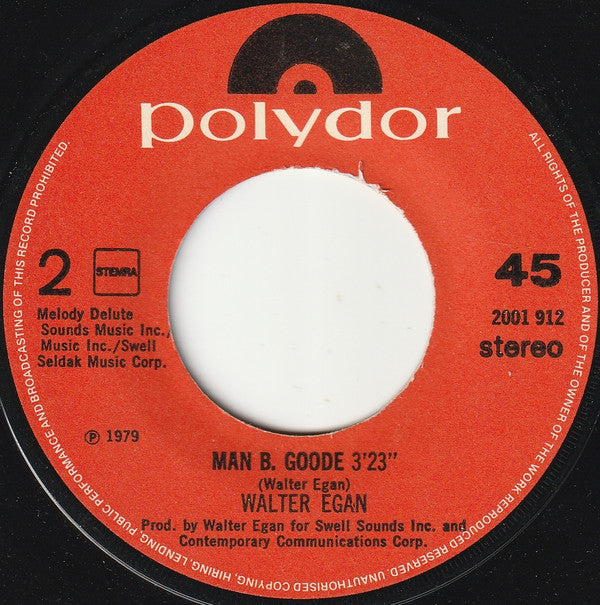 polydor
2
STEMRA
45
Melody Delute
Sounds Music Inc./
Music Inc./Swell
Seldak Music Corp.
2001 912
stereo
℗ 1979
MAN B. GOODE 3'23"
(Walter Egan)
WALTER EGAN
Prod. by Walter Egan for Swell Sounds Inc. and
Contemporary Communications Corp.
ALL RIGHTS OF THE PRODUCER AND OF THE OWNER OF THE WORK REPRODUCED RESERVED. UNAUTHORISED COPYING, HIRING, LENDING, PUBLIC PERFORMANCE AND BROADCASTING OF THIS RECORD PROHIBITED.